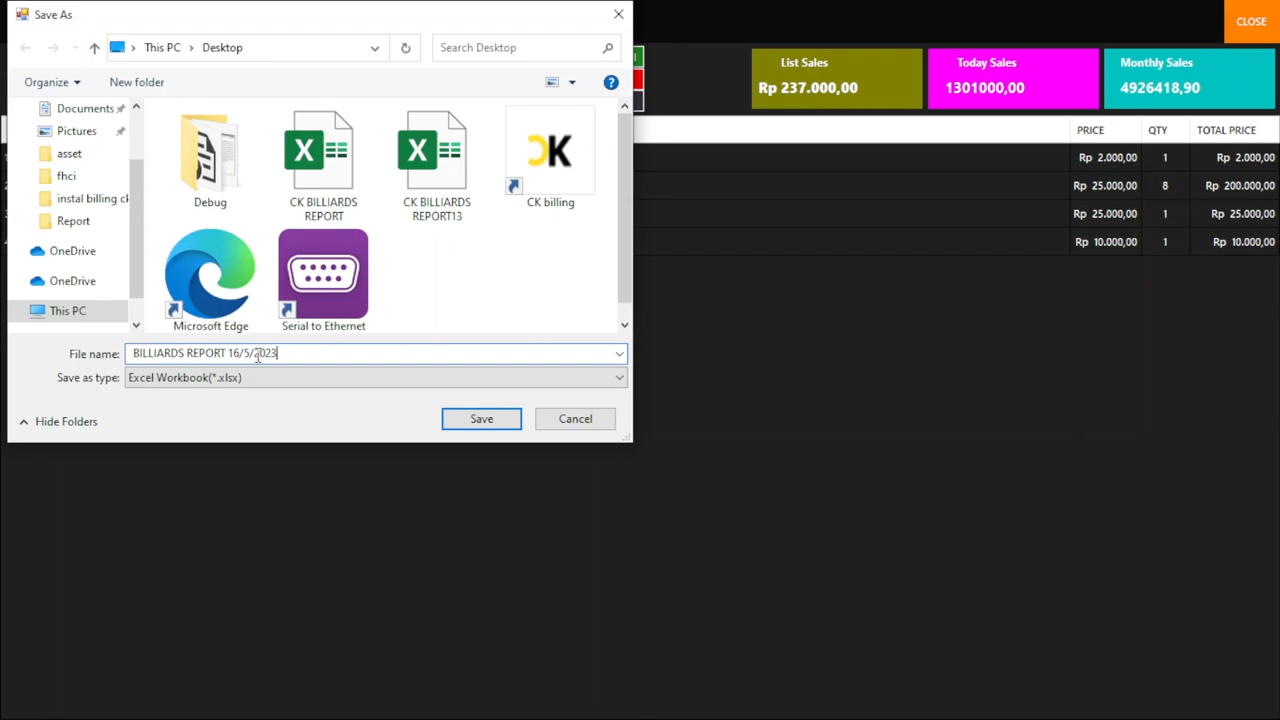 Save As
CLOSE
This PC > Desktop
Search Desktop
Organize
New folder
Documents
Pictures
asset
fhci
instal billing ck
Report
OneDrive
OneDrive
This PC
Debug
CK BILLIARDS
REPORT
CK BILLIARDS
REPORT13
CK
CK billing
Microsoft Edge
Serial to Ethernet
File name: BILLIARDS REPORT 16/5/2023
Save as type: Excel Workbook(*.xlsx)
Hide Folders
Save
Cancel
List Sales
Rp 237.000,00
Today Sales
1301000,00
Monthly Sales
4926418,90
PRICE QTY TOTAL PRICE
Rp 2.000,00 1 Rp 2.000,00
Rp 25.000,00 8 Rp 200.000,00
Rp 25.000,00 1 Rp 25.000,00
Rp 10.000,00 1 Rp 10.000,00